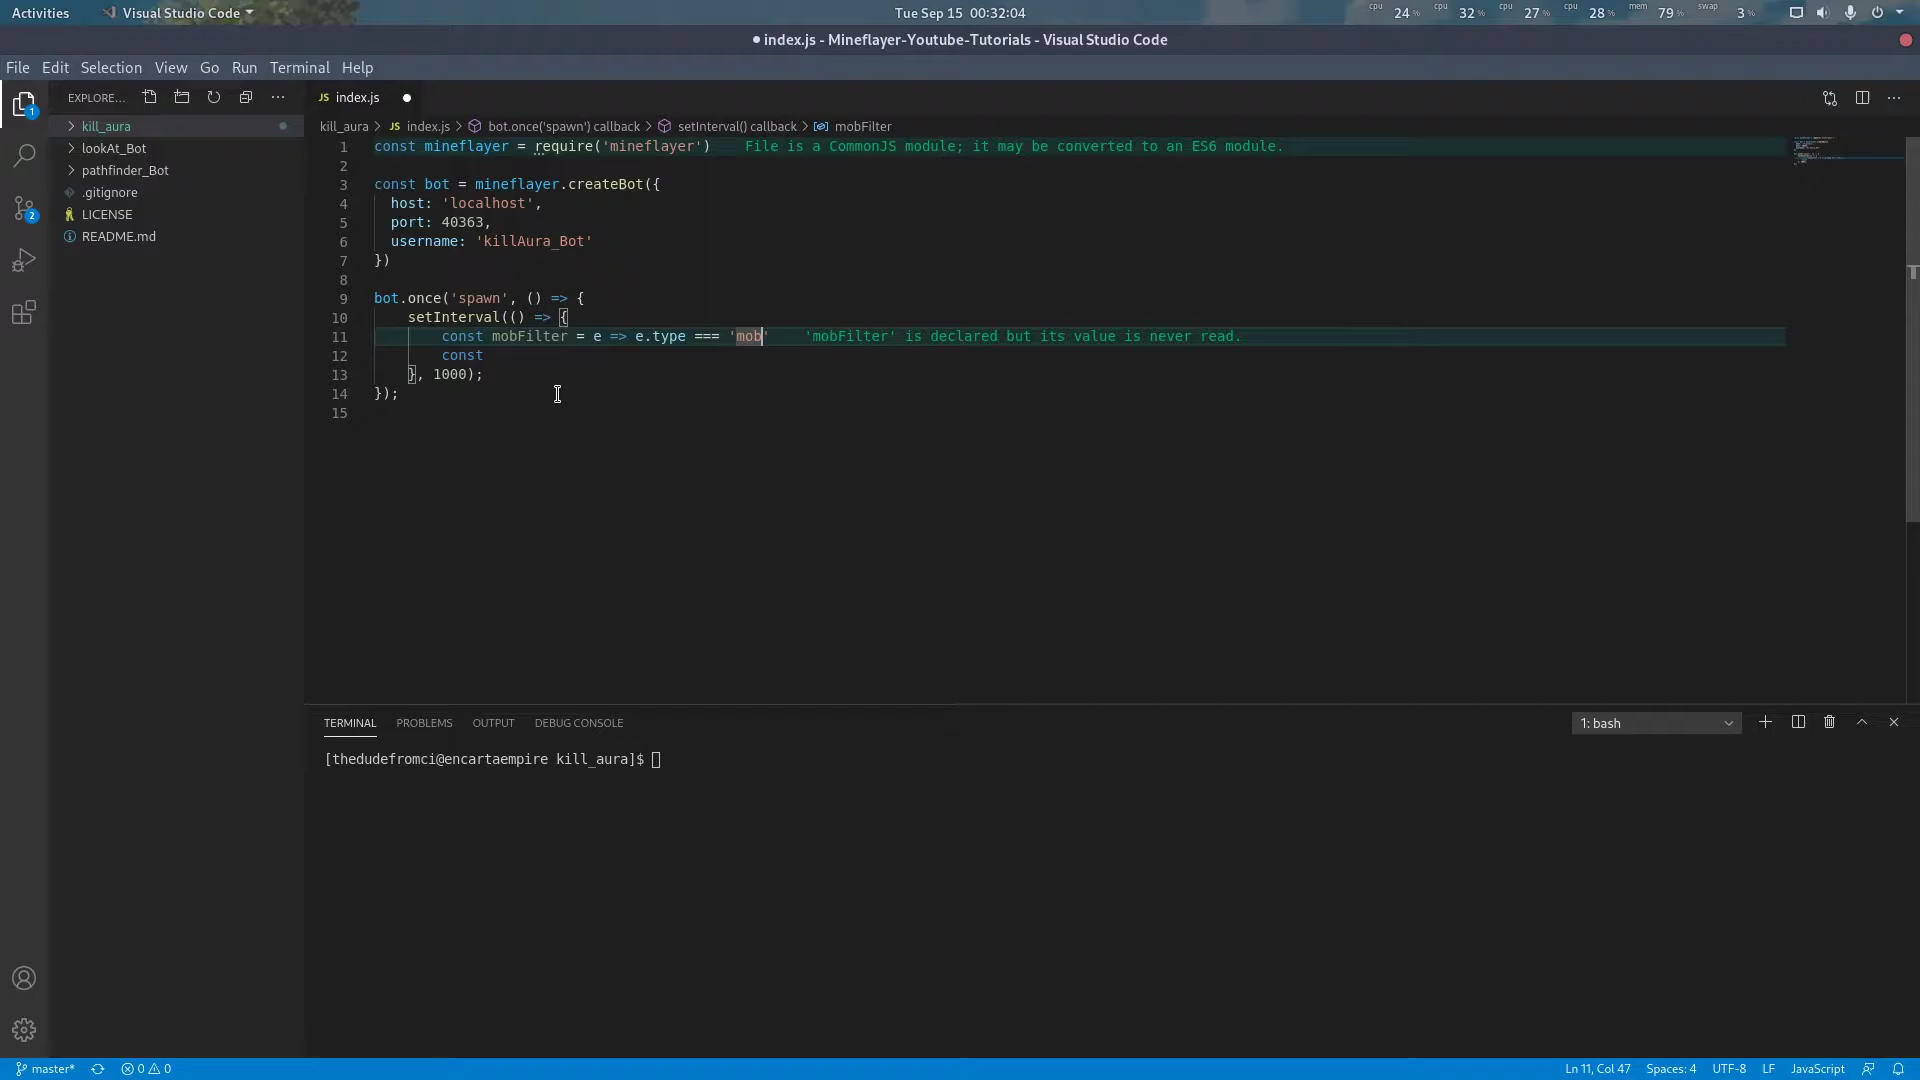 Activities
Visual Studio Code
Tue Sep 15 00:32:04
cpu 24 % cpu 32 % cpu 27 % cpu 28 % mem 79 % swap 3 %
● index.js - Mineflayer-Youtube-Tutorials - Visual Studio Code
File Edit Selection View Go Run Terminal Help
EXPLORE...
JS index.js
kill_aura > JS index.js > bot.once('spawn') callback > setInterval() callback > mobFilter
1
kill_aura
lookAt_Bot
pathfinder_Bot
.gitignore
LICENSE
README.md
2
1 const mineflayer = require('mineflayer') File is a CommonJS module; it may be converted to an ES6 module.
2
3 const bot = mineflayer.createBot({
4 host: 'localhost',
5 port: 40363,
6 username: 'killAura_Bot'
7 })
8
9 bot.once('spawn', () => {
10 setInterval(() => {
11 const mobFilter = e => e.type === 'mob' 'mobFilter' is declared but its value is never read.
12 const
13 }, 1000);
14 });
15
TERMINAL PROBLEMS OUTPUT DEBUG CONSOLE
1: bash
[thedudefromci@encartaempire kill_aura]$
master* 0 0
Ln 11, Col 47 Spaces: 4 UTF-8 LF JavaScript